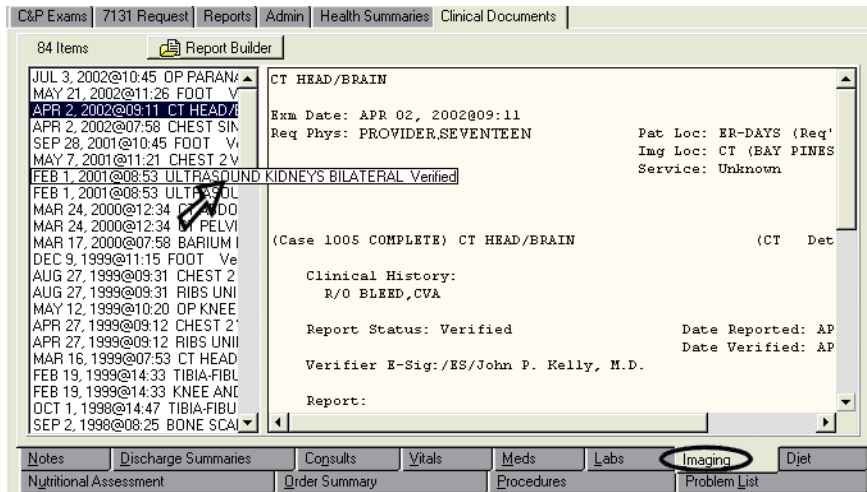 C&P Exams 7131 Request Reports Admin Health Summaries Clinical Documents
84 Items Report Builder
JUL 3, 2002@10:45 OP PARANA
MAY 21, 2002@11:26 FOOT V
APR 2, 2002@09:11 CT HEAD/B
APR 2, 2002@07:58 CHEST SIN
SEP 28, 2001@10:45 FOOT V
MAY 7, 2001@11:21 CHEST 2 V
FEB 1, 2001@08:53 ULTRASOUND KIDNEYS BILATERAL Verified
FEB 1, 2001@08:53 ULTRASOU
MAR 24, 2000@12:34 CT ABDO
MAR 24, 2000@12:34 CT PELVI
MAR 17, 2000@07:58 BARIUM
DEC 9, 1999@11:15 FOOT Ve
AUG 27, 1999@09:31 CHEST 2
AUG 27, 1999@09:31 RIBS UNI
MAY 12, 1999@10:20 OP KNEE
APR 27, 1999@09:12 CHEST 2
APR 27, 1999@09:12 RIBS UNI
MAR 16, 1999@07:53 CT HEAD
FEB 19, 1999@14:33 TIBIA-FIBU
FEB 19, 1999@14:33 KNEE AND
OCT 1, 1998@14:47 TIBIA-FIBU
SEP 2, 1998@08:25 BONE SCAN
CT HEAD/BRAIN
Exm Date: APR 02, 2002@09:11
Req Phys: PROVIDER,SEVENTEEN Pat Loc: ER-DAYS (Req'
Img Loc: CT (BAY PINES
Service: Unknown
(Case 1005 COMPLETE) CT HEAD/BRAIN (CT Det
Clinical History:
R/O BLEED,CVA
Report Status: Verified Date Reported: AP
Date Verified: AP
Verifier E-Sig:/ES/John P. Kelly, M.D.
Report:
Notes Discharge Summaries Consults Vitals Meds Labs Imaging Diet
Nutritional Assessment Order Summary Procedures Problem List